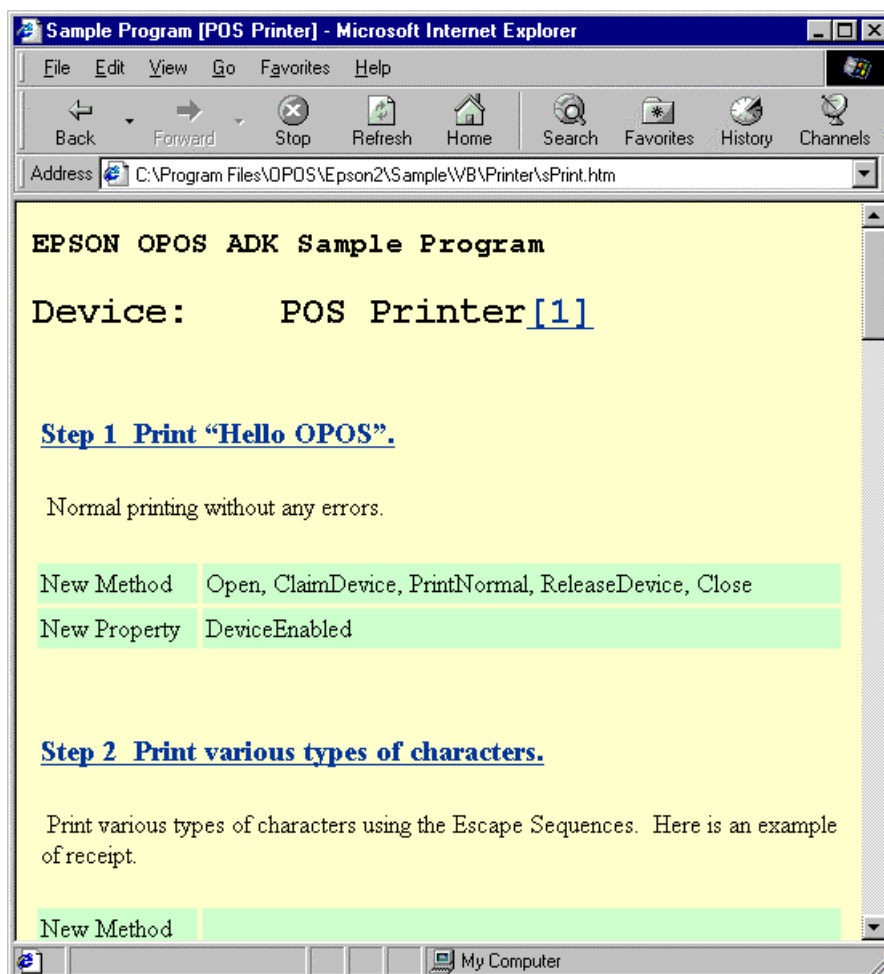 Sample Program [POS Printer] - Microsoft Internet Explorer
File Edit View Go Favorites Help
Back Forward Stop Refresh Home Search Favorites History Channels
Address C:\Program Files\OPOS\Epson2\Sample\VB\Printer\sPrint.htm
EPSON OPOS ADK Sample Program
Device: POS Printer[1]
Step 1 Print “Hello OPOS”.
Normal printing without any errors.
New Method Open, ClaimDevice, PrintNormal, ReleaseDevice, Close
New Property DeviceEnabled
Step 2 Print various types of characters.
Print various types of characters using the Escape Sequences. Here is an example
of receipt.
New Method
My Computer